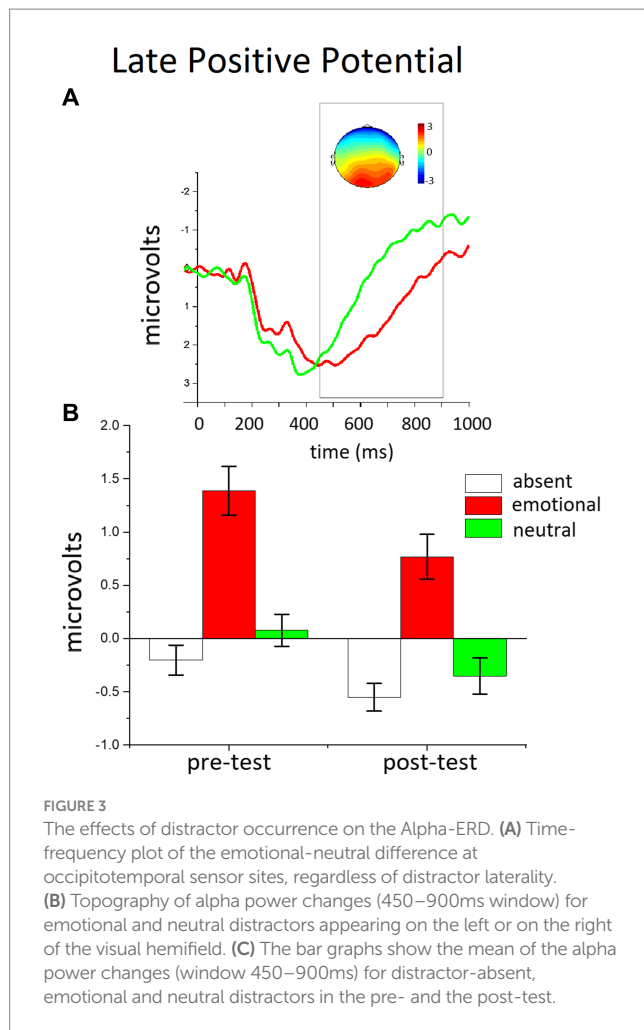 Late Positive Potential
A
3
0
-3
-2
-1
0
1
2
3
microvolts
0 200 400 600 800 1000
time (ms)
B
2.0
1.5
1.0
0.5
0.0
-0.5
-1.0
microvolts
absent
emotional
neutral
pre-test post-test
FIGURE 3
The effects of distractor occurrence on the Alpha-ERD. (A) Time-
frequency plot of the emotional-neutral difference at
occipitotemporal sensor sites, regardless of distractor laterality.
(B) Topography of alpha power changes (450–900ms window) for
emotional and neutral distractors appearing on the left or on the right
of the visual hemifield. (C) The bar graphs show the mean of the alpha
power changes (window 450–900ms) for distractor-absent,
emotional and neutral distractors in the pre- and the post-test.